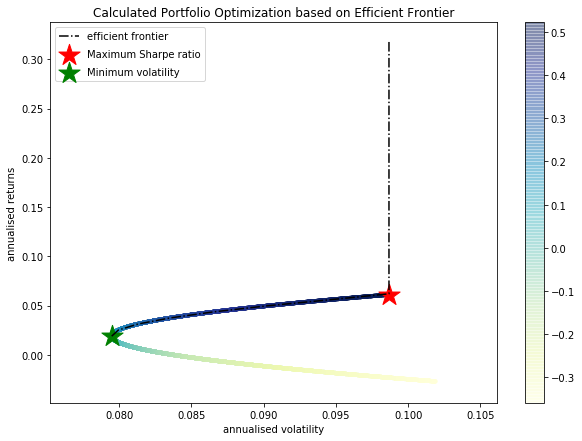 Calculated Portfolio Optimization based on Efficient Frontier
efficient frontier
Maximum Sharpe ratio
Minimum volatility
0.30
0.25
0.20
0.15
0.10
0.05
0.00
annualised returns
0.080 0.085 0.090 0.095 0.100 0.105
annualised volatility
0.5
0.4
0.3
0.2
0.1
0.0
−0.1
−0.2
−0.3